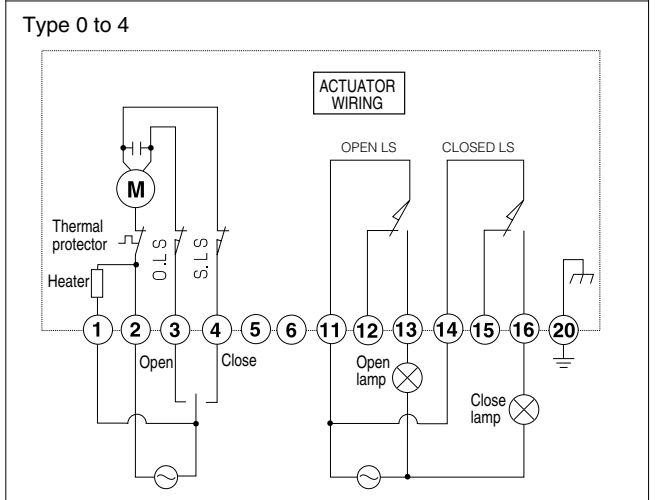 Type 0 to 4
ACTUATOR
WIRING
OPEN LS
CLOSED LS
M
Thermal
protector
O.L.S
S.L.S
Heater
1 2 3 4 5 6 11 12 13 14 15 16 20
Open
Close
Open
lamp
Close
lamp